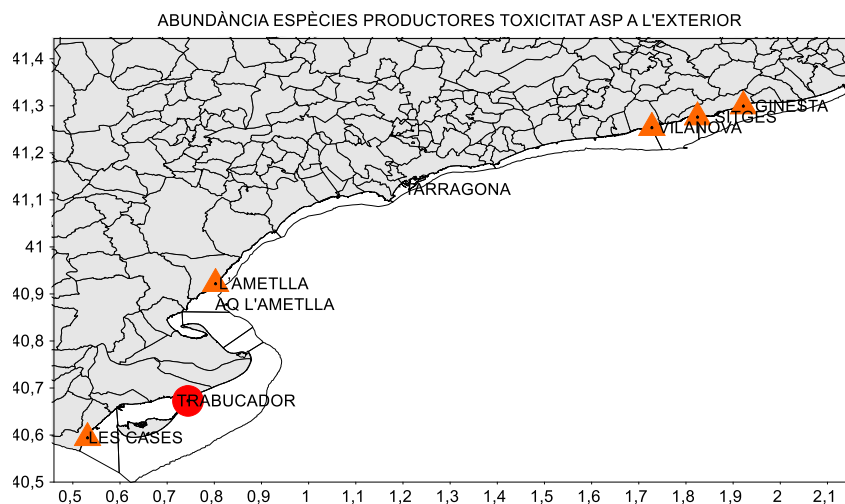 ABUNDÀNCIA ESPÈCIES PRODUCTORES TOXICITAT ASP A L'EXTERIOR
41,4
41,3
GINESTA
SITGES
VILANOVA
41,2
TARRAGONA
41,1
41
L'AMETLLA
40,9
AQ L'AMETLLA
40,8
40,7
TRABUCADOR
40,6
LES CASES
40,5
0,5 0,6 0,7 0,8 0,9 1 1,1 1,2 1,3 1,4 1,5 1,6 1,7 1,8 1,9 2 2,1